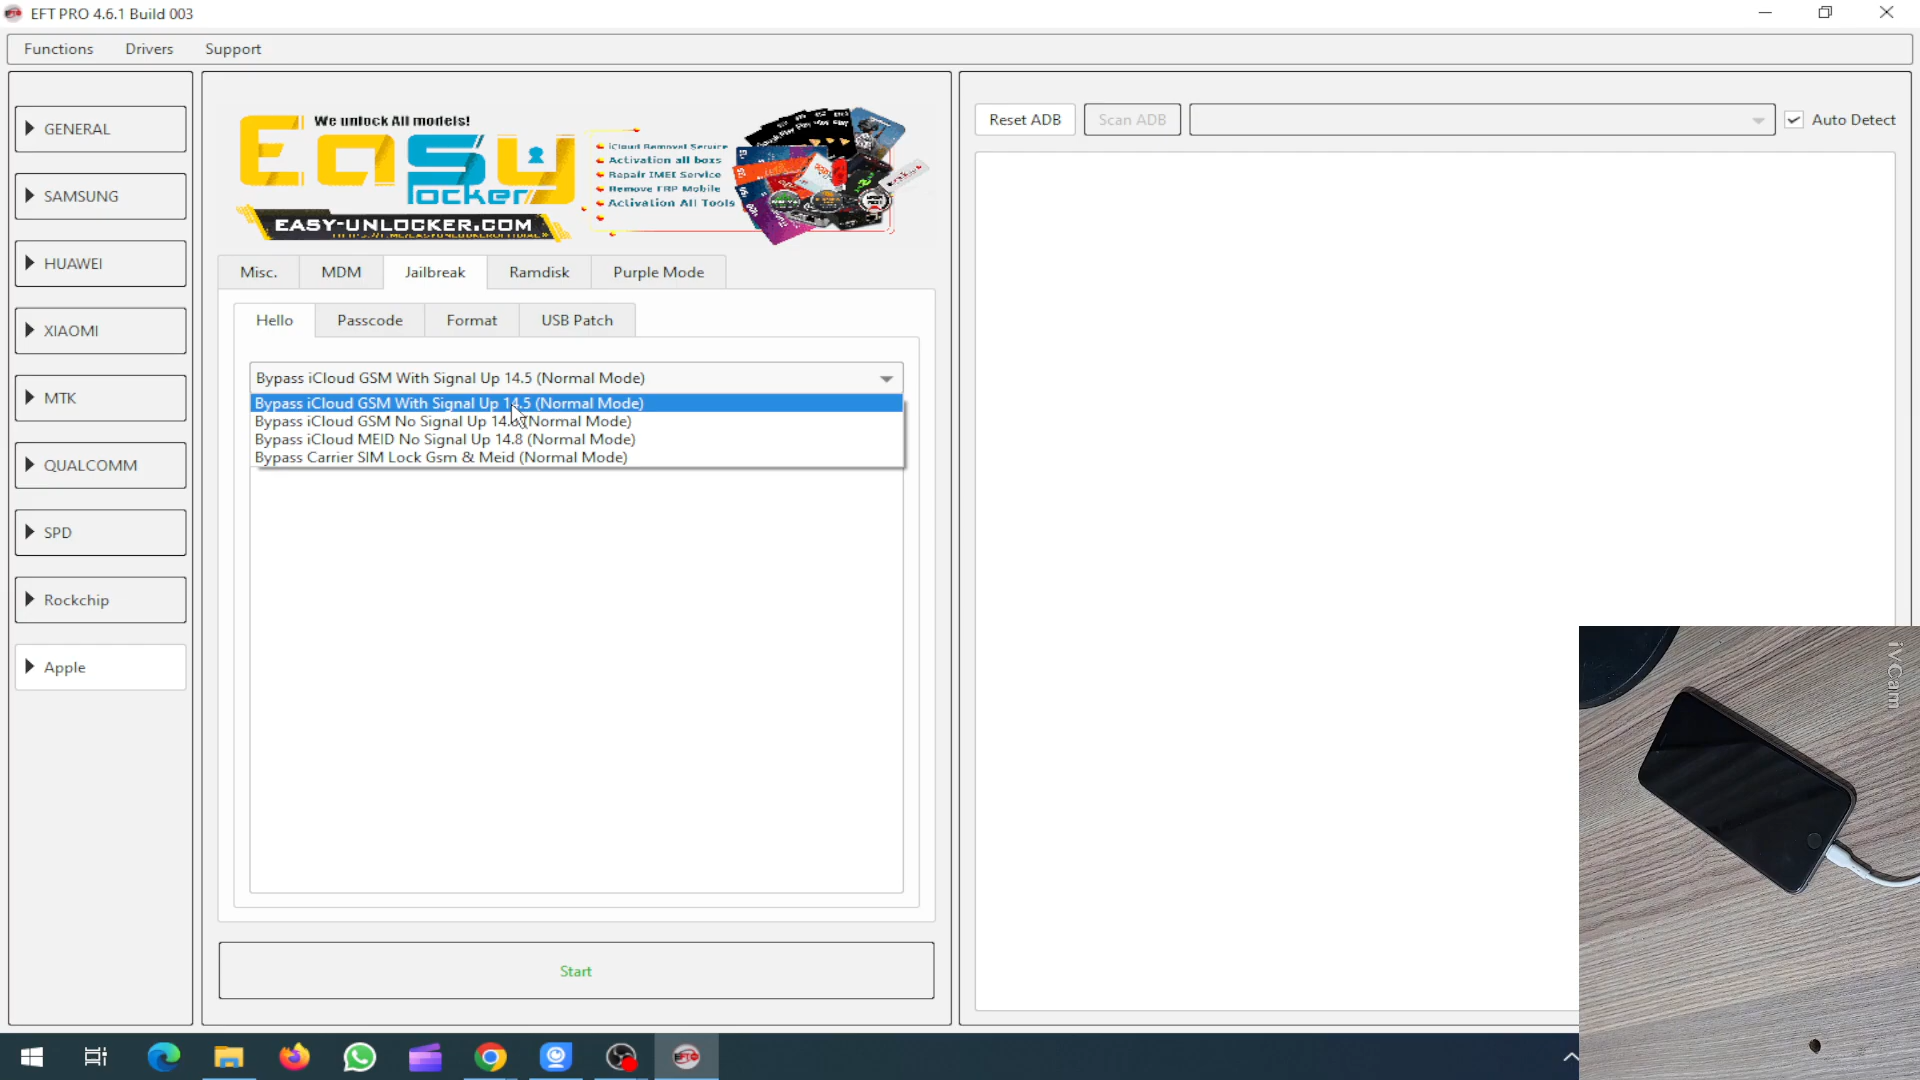 EFT PRO 4.6.1 Build 003
Functions Drivers Support
GENERAL
SAMSUNG
HUAWEI
XIAOMI
MTK
QUALCOMM
SPD
Rockchip
Apple
We unlock All models!
Easy
locker
EASY-UNLOCKER.COM
iCloud Removal Service
Activation all boxs
Repair IMEI Service
Remove FRP Mobile
Activation All Tools
Misc. MDM Jailbreak Ramdisk Purple Mode
Hello Passcode Format USB Patch
Bypass iCloud GSM With Signal Up 14.5 (Normal Mode)
Bypass iCloud GSM With Signal Up 14.5 (Normal Mode)
Bypass iCloud GSM No Signal Up (Normal Mode)
Bypass iCloud MEID No Signal Up 14.8 (Normal Mode)
Bypass Carrier SIM Lock Gsm & Meid (Normal Mode)
Start
Reset ADB Scan ADB Auto Detect
ivCam
EFT